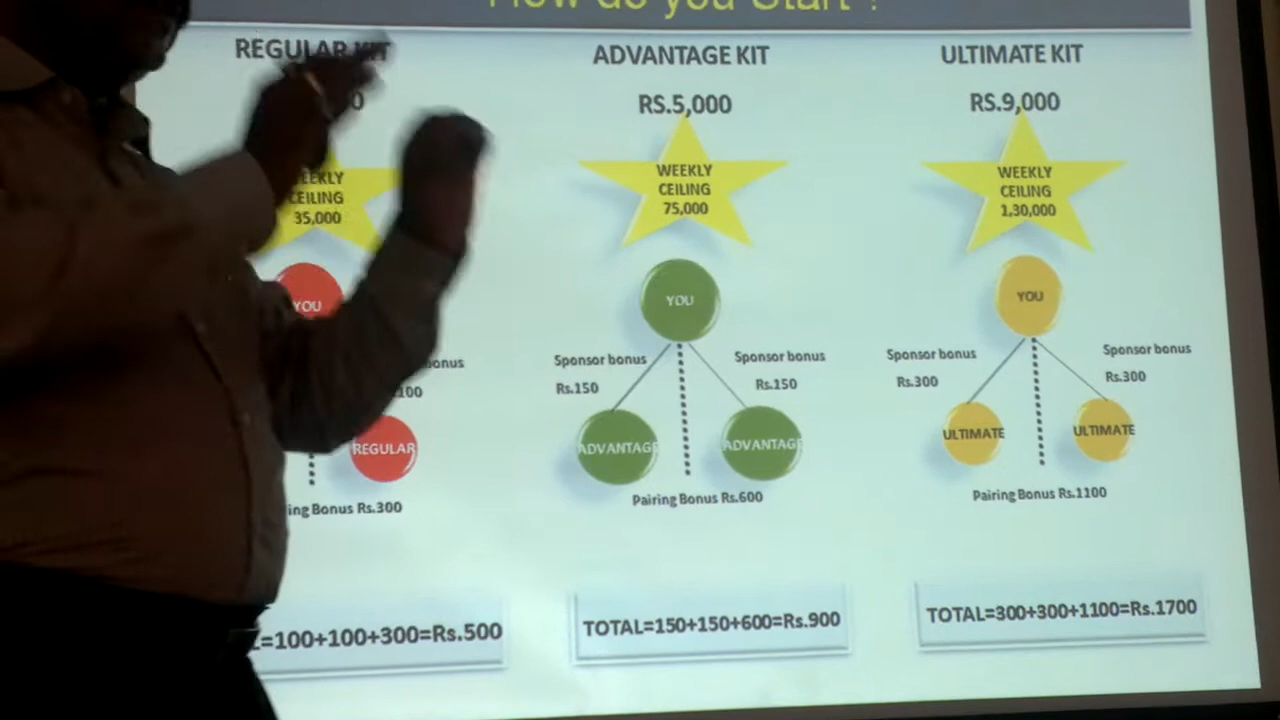 How do you Start ?
REGULAR KIT
WEEKLY
CEILING
35,000
YOU
REGULAR
Bonus Rs.300
=100+100+300=Rs.500
ADVANTAGE KIT
RS.5,000
WEEKLY
CEILING
75,000
YOU
Sponsor bonus
Rs.150
Sponsor bonus
Rs.150
ADVANTAGE
ADVANTAGE
Pairing Bonus Rs.600
TOTAL=150+150+600=Rs.900
ULTIMATE KIT
RS.9,000
WEEKLY
CEILING
1,30,000
YOU
Sponsor bonus
Rs.300
Sponsor bonus
Rs.300
ULTIMATE
ULTIMATE
Pairing Bonus Rs.1100
TOTAL=300+300+1100=Rs.1700